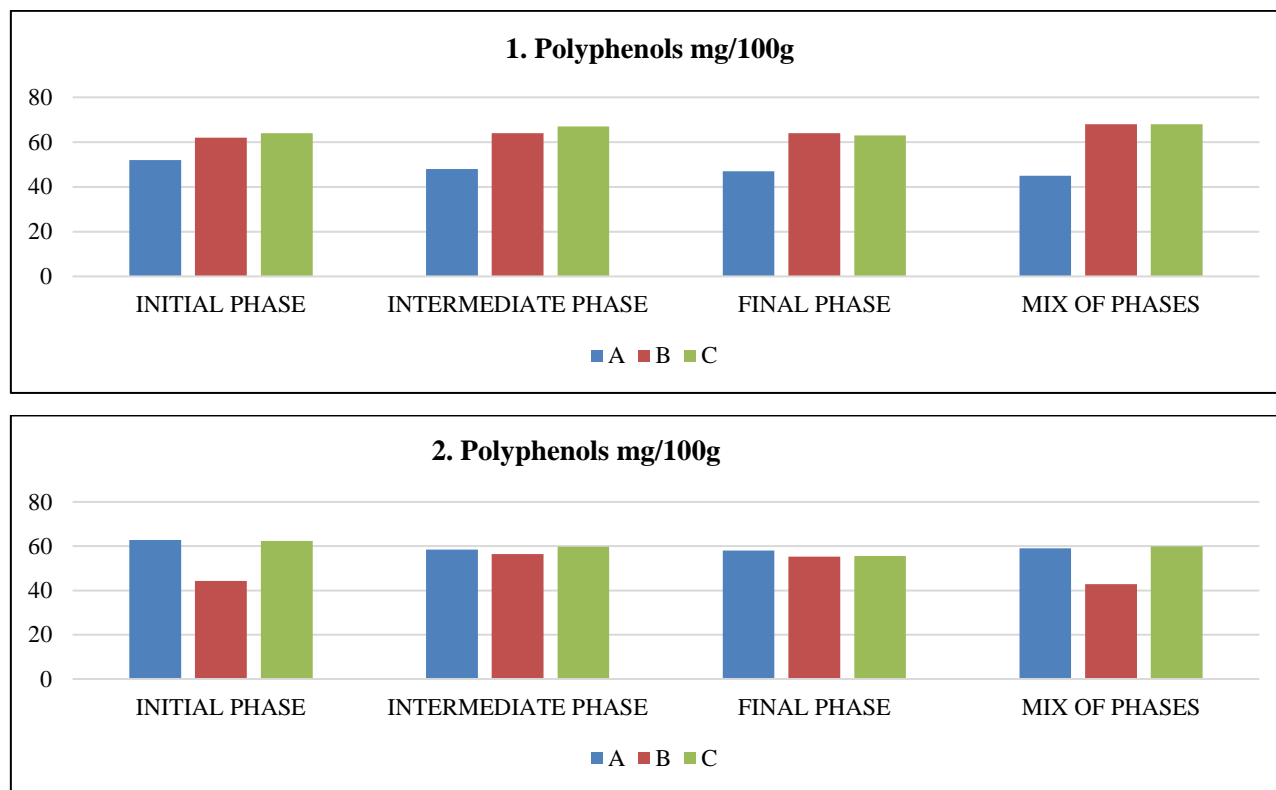 1. Polyphenols mg/100g
80
60
40
20
0
INITIAL PHASE INTERMEDIATE PHASE FINAL PHASE MIX OF PHASES
A B C
2. Polyphenols mg/100g
80
60
40
20
0
INITIAL PHASE INTERMEDIATE PHASE FINAL PHASE MIX OF PHASES
A B C